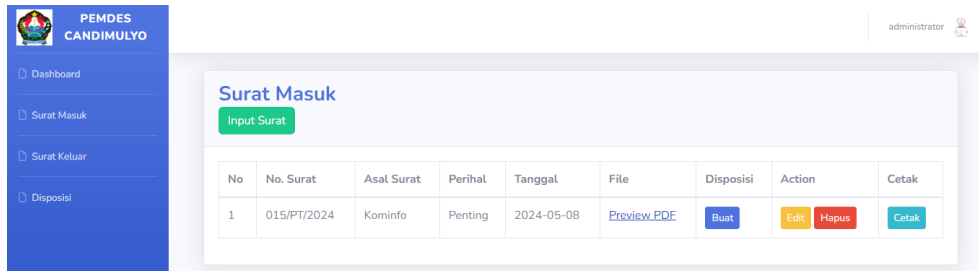 PEMDES
CANDIMULYO
administrator
Dashboard
Surat Masuk
Surat Keluar
Disposisi
Surat Masuk
Input Surat
No No. Surat Asal Surat Perihal Tanggal File Disposisi Action Cetak
1 015/PT/2024 Kominfo Penting 2024-05-08 Preview PDF Buat Edit Hapus Cetak